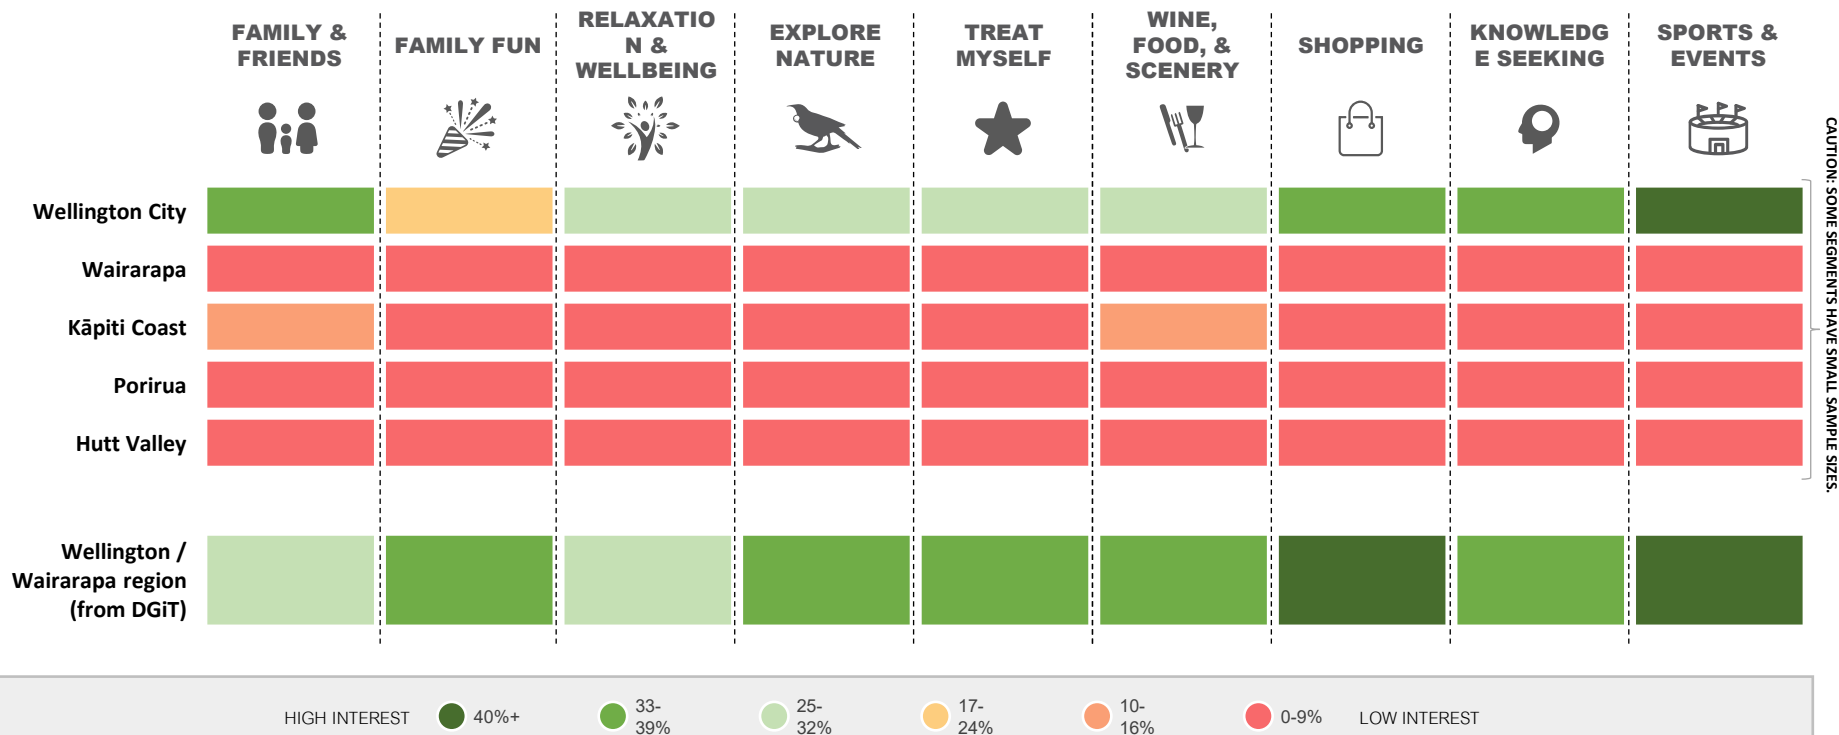 FAMILY &
FRIENDS
FAMILY FUN
RELAXATIO
N &
WELLBEING
EXPLORE
NATURE
TREAT
MYSELF
WINE,
FOOD, &
SCENERY
SHOPPING
KNOWLEDG
E SEEKING
SPORTS &
EVENTS
Wellington City
Wairarapa
Kāpiti Coast
Porirua
Hutt Valley
CAUTION: SOME SEGMENTS HAVE SMALL SAMPLE SIZES.
Wellington /
Wairarapa region
(from DGiT)
HIGH INTEREST
40%+
33-
39%
25-
32%
17-
24%
10-
16%
0-9%
LOW INTEREST